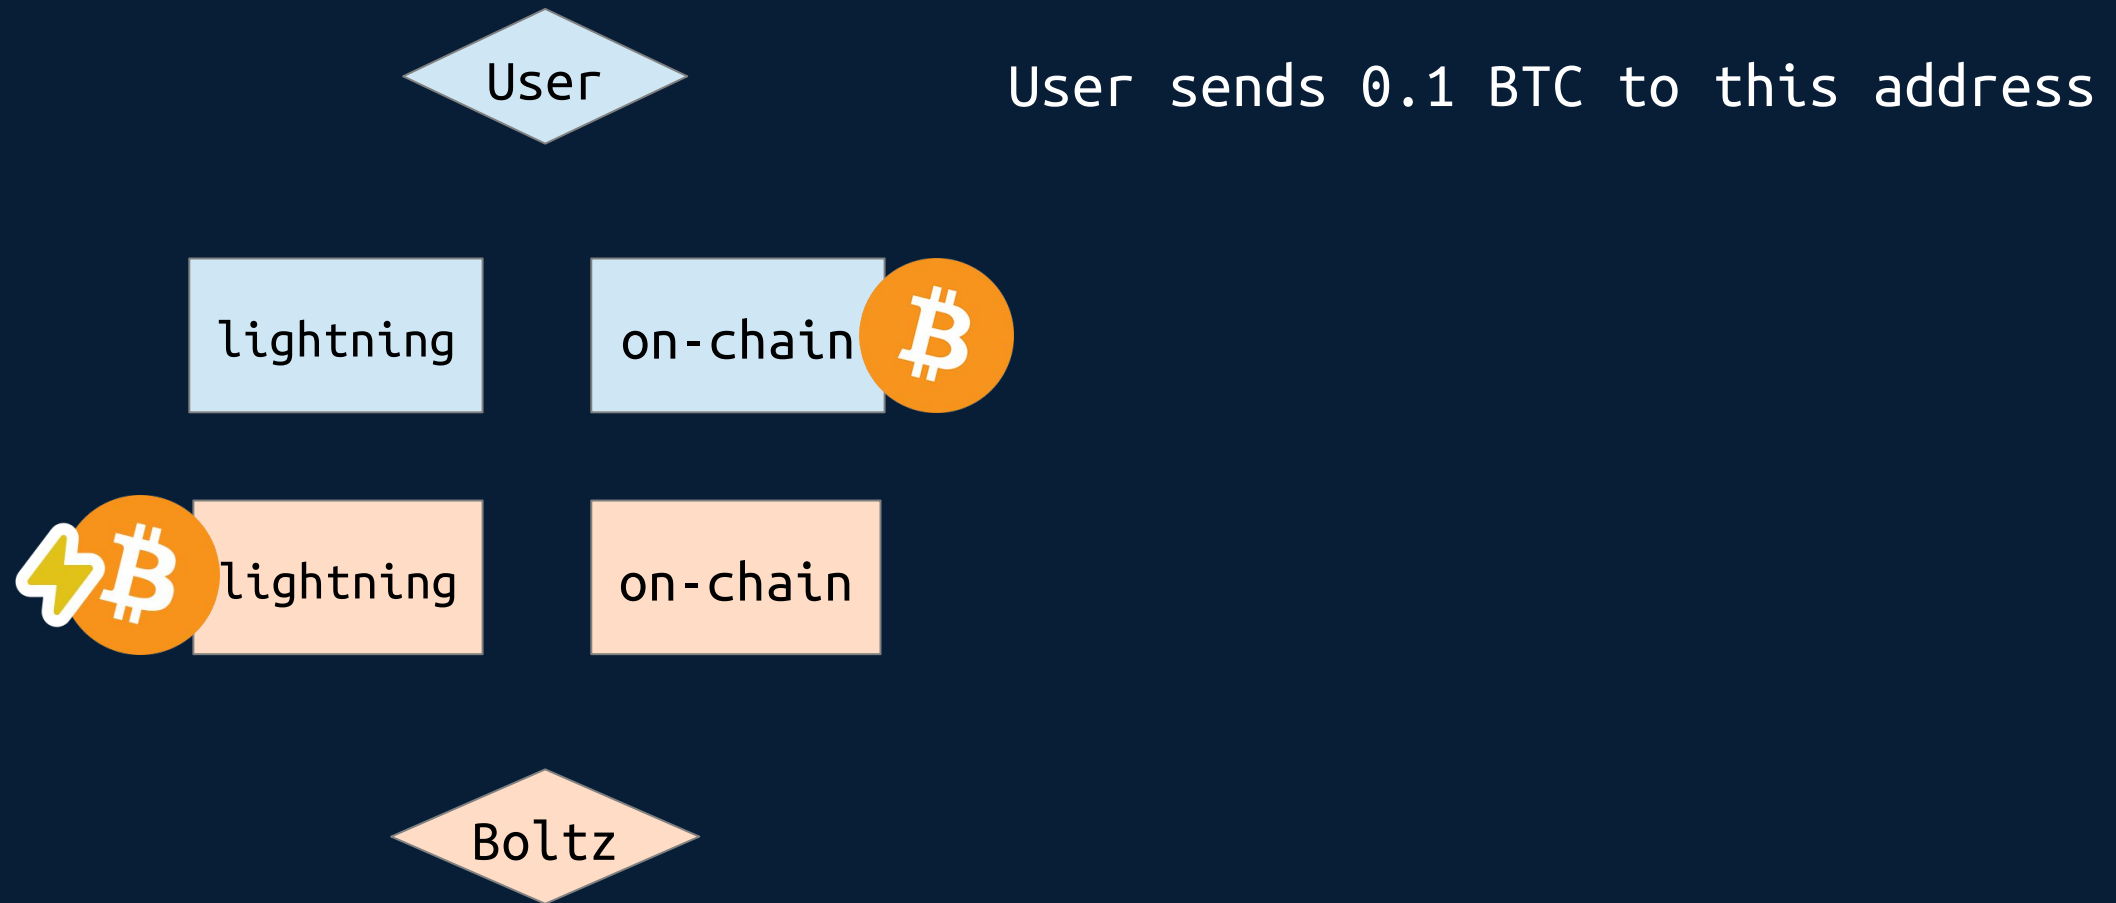 User
User sends 0.1 BTC to this address
lightning
on-chain
lightning
on-chain
Boltz